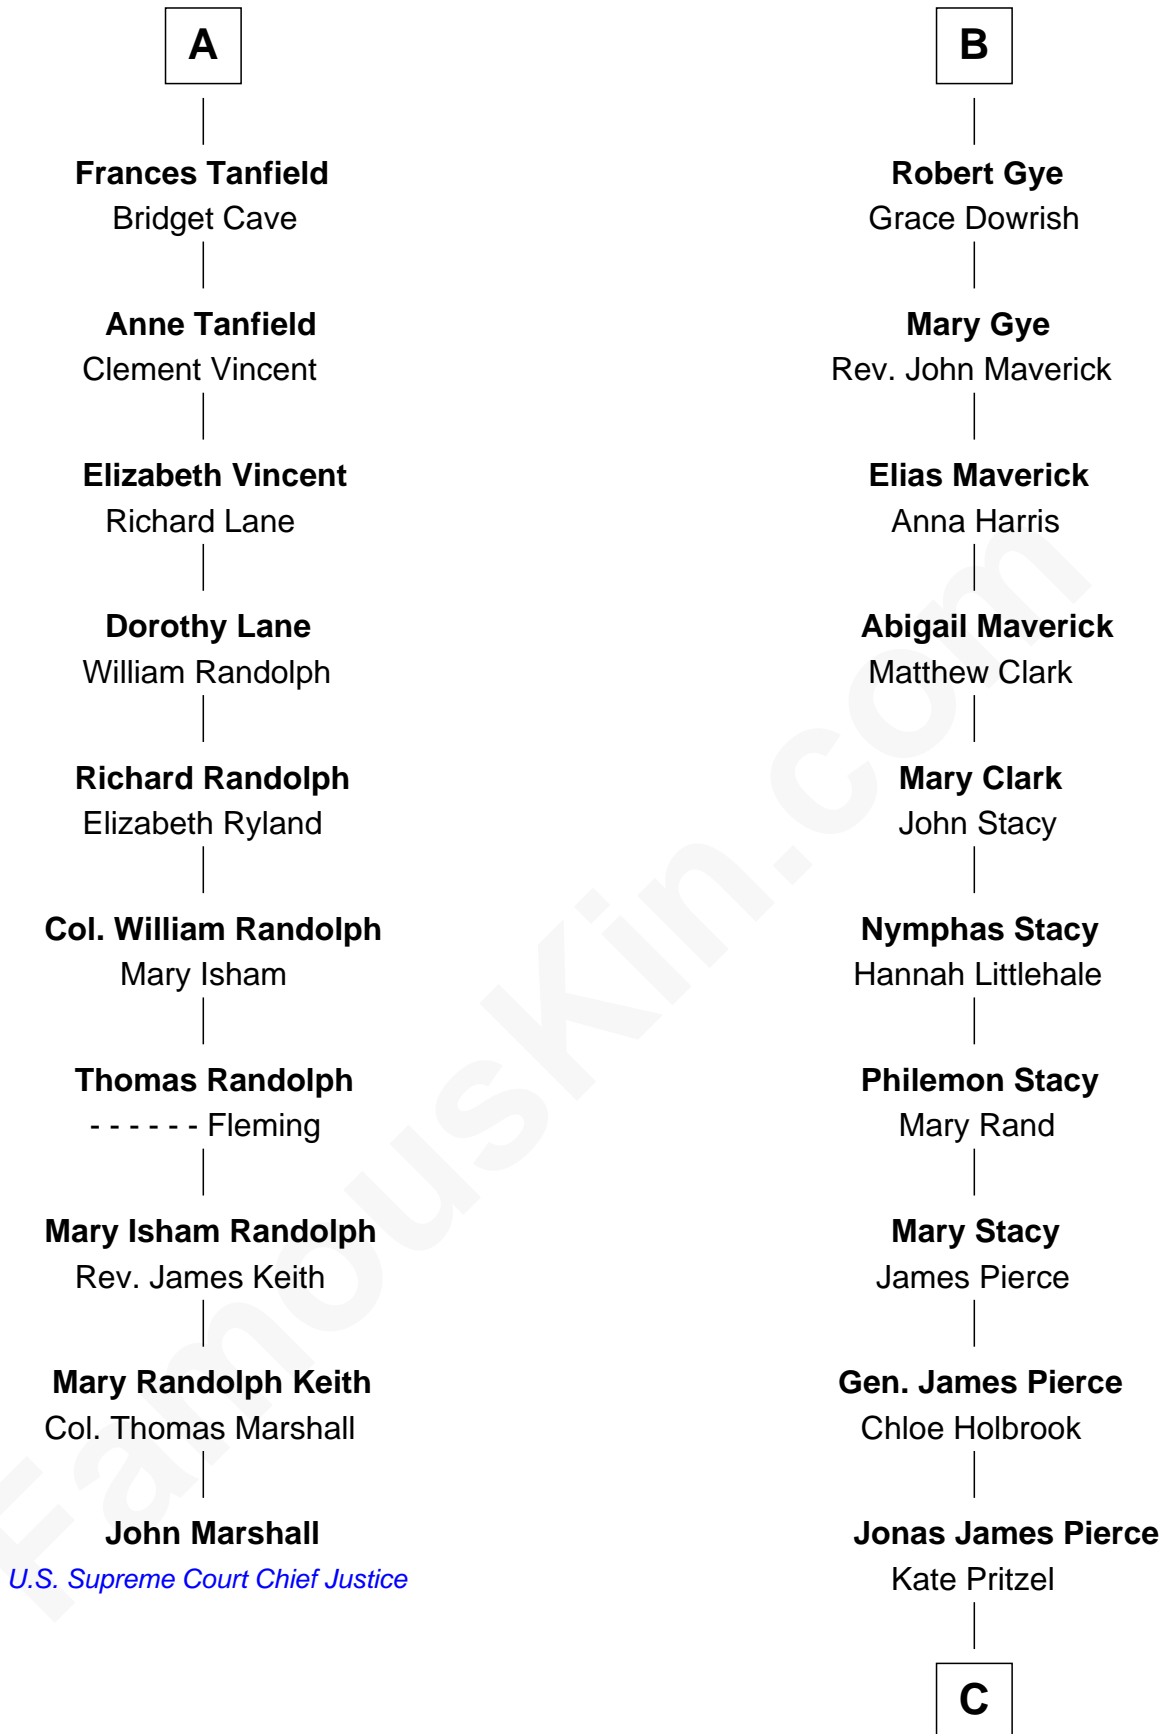 A
Frances Tanfield
Bridget Cave
Anne Tanfield
Clement Vincent
Elizabeth Vincent
Richard Lane
Dorothy Lane
William Randolph
Richard Randolph
Elizabeth Ryland
Col. William Randolph
Mary Isham
Thomas Randolph
- - - - - - Fleming
Mary Isham Randolph
Rev. James Keith
Mary Randolph Keith
Col. Thomas Marshall
John Marshall
U.S. Supreme Court Chief Justice
B
Robert Gye
Grace Dowrish
Mary Gye
Rev. John Maverick
Elias Maverick
Anna Harris
Abigail Maverick
Matthew Clark
Mary Clark
John Stacy
Nymphas Stacy
Hannah Littlehale
Philemon Stacy
Mary Rand
Mary Stacy
James Pierce
Gen. James Pierce
Chloe Holbrook
Jonas James Pierce
Kate Pritzel
C
FamousKin.com